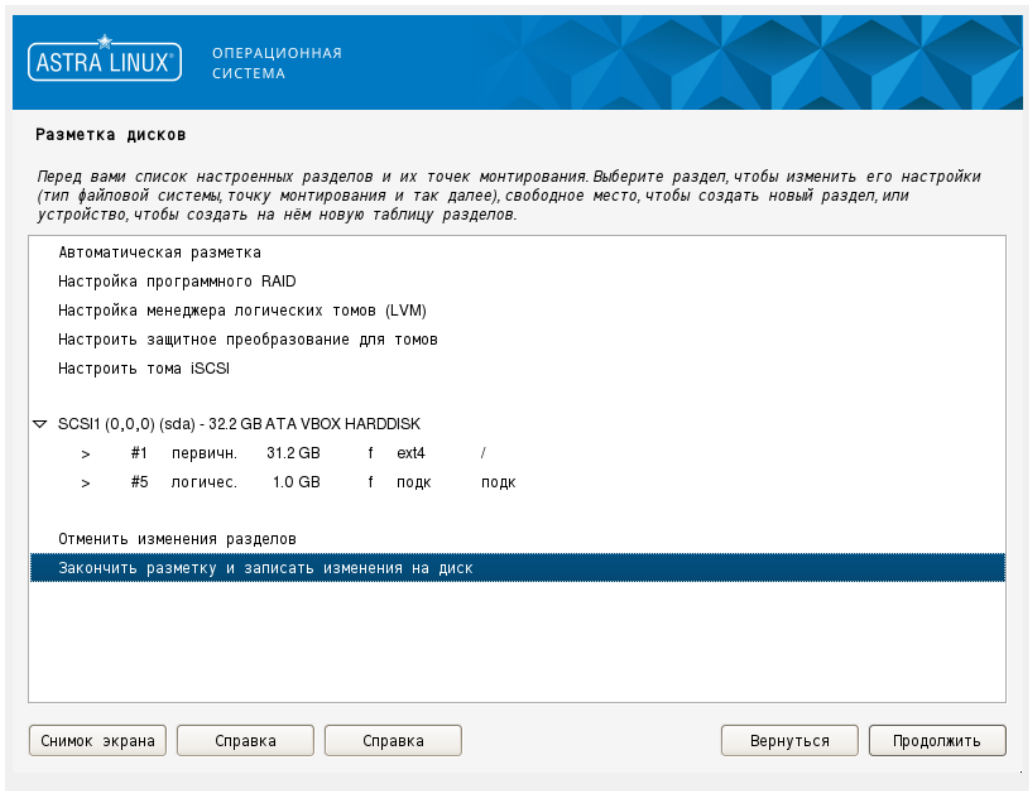 ASTRA LINUX®
ОПЕРАЦИОННАЯ
СИСТЕМА
Разметка дисков
Перед вами список настроенных разделов и их точек монтирования. Выберите раздел, чтобы изменить его настройки
(тип файловой системы, точку монтирования и так далее), свободное место, чтобы создать новый раздел, или
устройство, чтобы создать на нём новую таблицу разделов.
Автоматическая разметка
Настройка программного RAID
Настройка менеджера логических томов (LVM)
Настроить защитное преобразование для томов
Настроить тома iSCSI
SCSI1 (0,0,0) (sda) - 32.2 GB ATA VBOX HARDDISK
> #1 первичн. 31.2 GB f ext4 /
> #5 логичес. 1.0 GB f подк подк
Отменить изменения разделов
Закончить разметку и записать изменения на диск
Снимок экрана Справка Справка Вернуться Продолжить